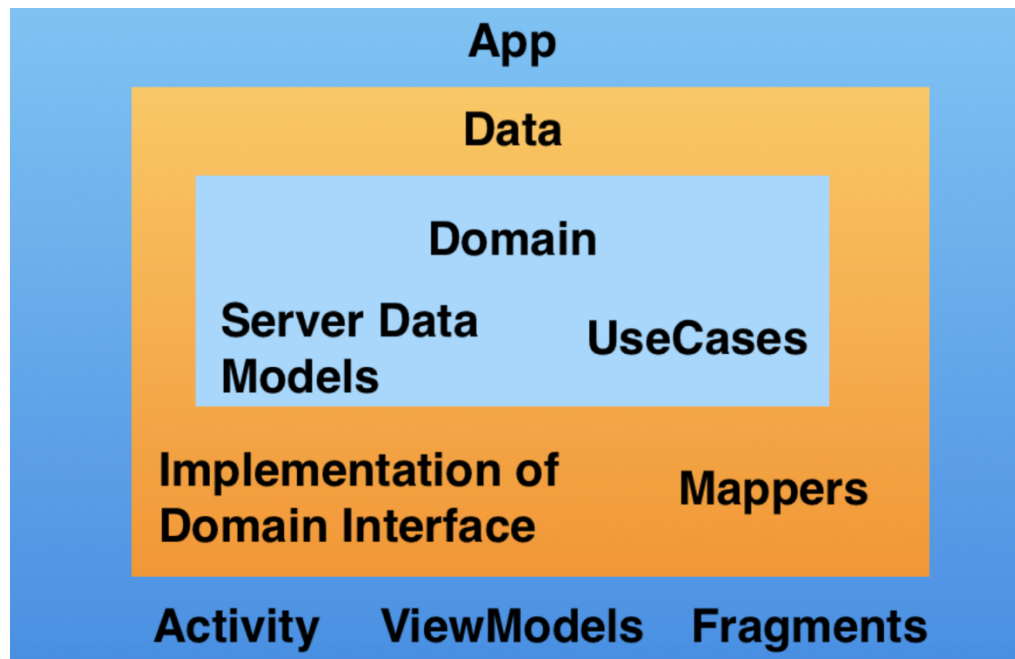 App
Data
Domain
Server Data
Models
UseCases
Implementation of
Domain Interface
Mappers
Activity ViewModels Fragments